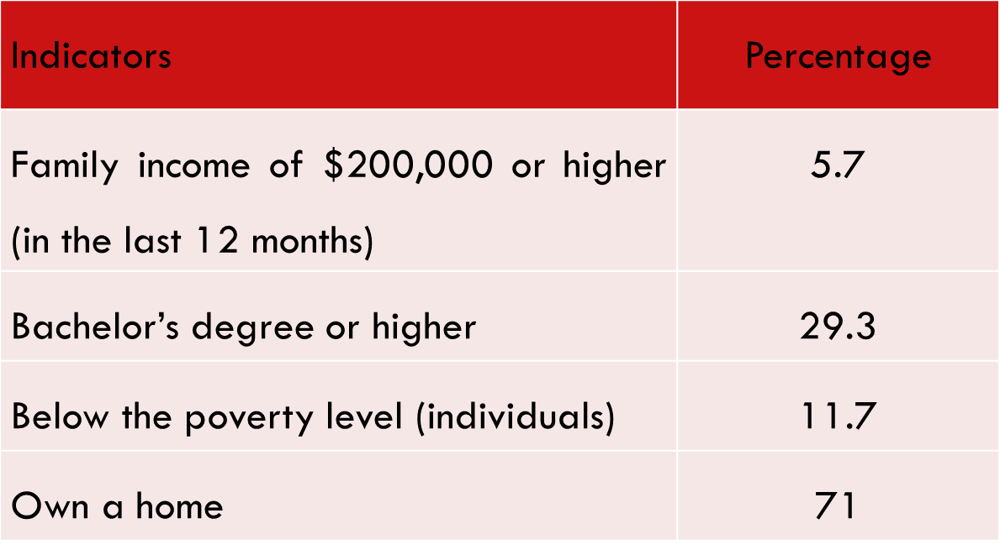 Indicators Percentage
Family income of $200,000 or higher 5.7
(in the last 12 months)
Bachelor’s degree or higher 29.3
Below the poverty level (individuals) 11.7
Own a home 71